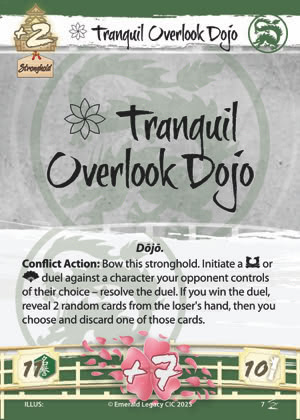 +2
Tranquil Overlook Dojo
Stronghold
Tranquil
Overlook Dojo
Dōjō.
Conflict Action: Bow this stronghold. Initiate a or
duel against a character your opponent controls
of their choice – resolve the duel. If you win the duel,
reveal 2 random cards from the loser's hand, then you
choose and discard one of those cards.
11
+7
10
ILLUS:
© Emerald Legacy CIC 2025
7